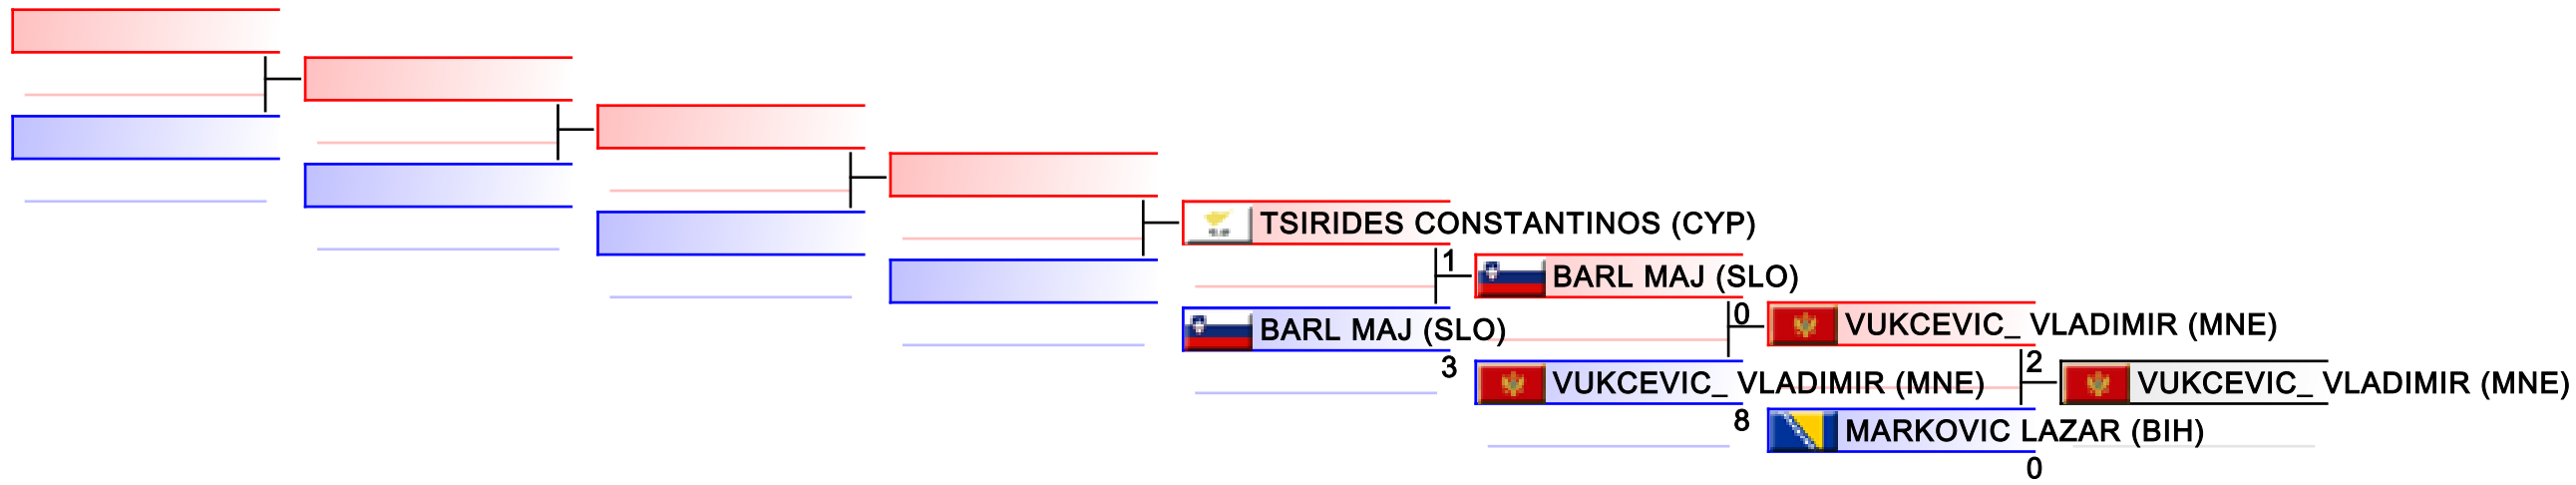 TSIRIDES CONSTANTINOS (CYP)
1
BARL MAJ (SLO)
BARL MAJ (SLO)
3
0
VUKCEVIC_ VLADIMIR (MNE)
VUKCEVIC_ VLADIMIR (MNE)
8
2
VUKCEVIC_ VLADIMIR (MNE)
MARKOVIC LAZAR (BIH)
0